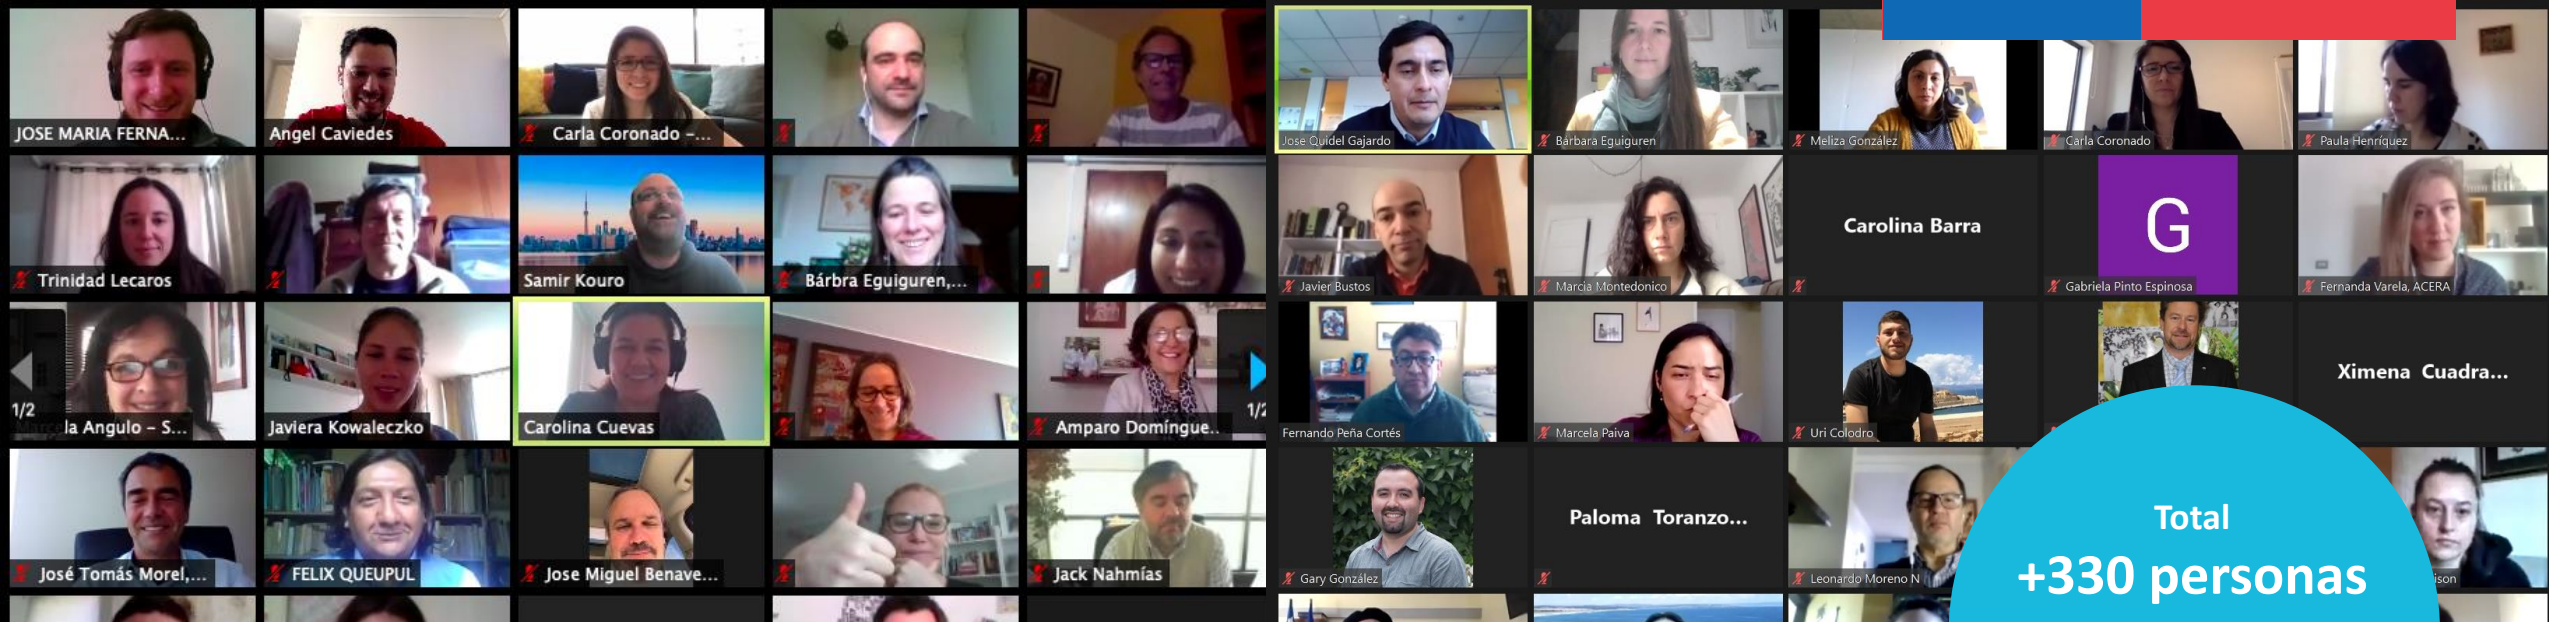 JOSE MARIA FERNA...
Angel Caviedes
Carla Coronado -...
Trinidad Lecaros
Samir Kouro
Bárbra Eguiguren,...
1/2
la Angulo - S...
Javiera Kowaleczko
Carolina Cuevas
Amparo Domíngue..
1/2
José Tomás Morel,...
FELIX QUEUPUL
Jose Miguel Benave...
Jack Nahmías
Jose Quidel Gajardo
Bárbara Eguiguren
Meliza González
Carla Coronado
Paula Henríquez
Javier Bustos
Marcia Montedonico
Carolina Barra
G
Gabriela Pinto Espinosa
Fernanda Varela, ACERA
Fernando Peña Cortés
Marcela Paiva
Uri Colodro
Ximena Cuadra...
Gary González
Paloma Toranzo...
Leonardo Moreno N
ison
Total
+330 personas